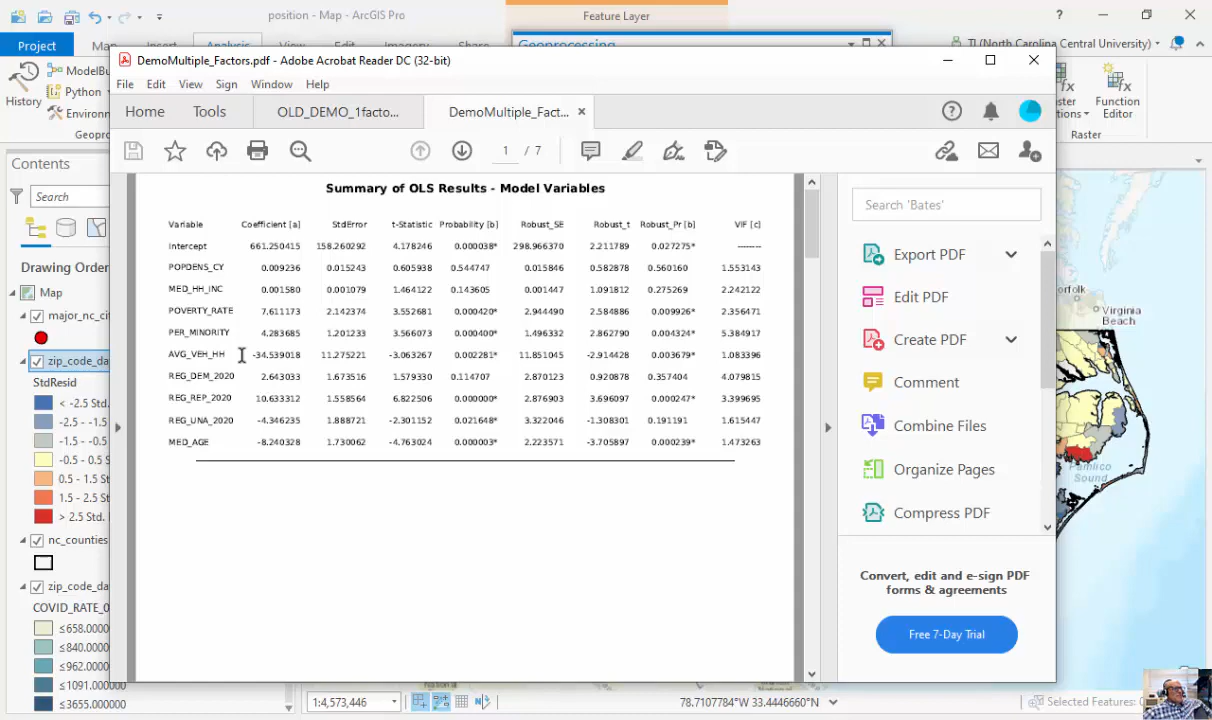 position - Map - ArcGIS Pro
Feature Layer
Project
Map
Insert
Analysis
View
Edit
Imagery
Share
Geoprocessing
TI (North Carolina Central University)
History
ModelBu
Python
Environn
Geopro
Function
Editor
Raster
DemoMultiple_Factors.pdf - Adobe Acrobat Reader DC (32-bit)
File Edit View Sign Window Help
Home Tools OLD_DEMO_1facto... DemoMultiple_Fact... ×
1 / 7
Contents
Search
Drawing Order
Map
major_nc_ci
zip_code_da
StdResid
< -2.5 Std.
-2.5 - -1.5
-1.5 - -0.5
-0.5 - 0.5 S
0.5 - 1.5 St
1.5 - 2.5 St
> 2.5 Std. 
nc_counties
zip_code_da
COVID_RATE_0
≤658.0000
≤840.0000
≤962.0000
≤1091.000000
≤3655.00000
Summary of OLS Results - Model Variables
Variable Coefficient [a] StdError t-Statistic Probability [b] Robust_SE Robust_t Robust_Pr [b] VIF [c]
Intercept 661.250415 158.260292 4.178246 0.000038* 298.966370 2.211789 0.027275* --------
POPDENS_CY 0.009236 0.015243 0.605938 0.544747 0.015846 0.582878 0.560160 1.553143
MED_HH_INC 0.001580 0.001079 1.464122 0.143605 0.001447 1.091812 0.275269 2.242122
POVERTY_RATE 7.611173 2.142374 3.552681 0.000420* 2.944490 2.584886 0.009926* 2.356471
PER_MINORITY 4.283685 1.201233 3.566073 0.000400* 1.496332 2.862790 0.004324* 5.384917
AVG_VEH_HH -34.539018 11.275221 -3.063267 0.002281* 11.851045 -2.914428 0.003679* 1.083396
REG_DEM_2020 2.643033 1.673516 1.579330 0.114707 2.870123 0.920878 0.357404 4.079815
REG_REP_2020 10.633312 1.558564 6.822506 0.000000* 2.876903 3.696097 0.000247* 3.399695
REG_UNA_2020 -4.346235 1.888721 -2.301152 0.021648* 3.322046 -1.308301 0.191191 1.615447
MED_AGE -8.240328 1.730062 -4.763024 0.000003* 2.223571 -3.705897 0.000239* 1.473263
Search 'Bates'
Export PDF
Edit PDF
Create PDF
Comment
Combine Files
Organize Pages
Compress PDF
Convert, edit and e-sign PDF
forms & agreements
Free 7-Day Trial
orfolk
Virginia
Beach
Pamlico
Sound
1:4,573,446
78.7107784°W 33.4446660°N
Selected Features: